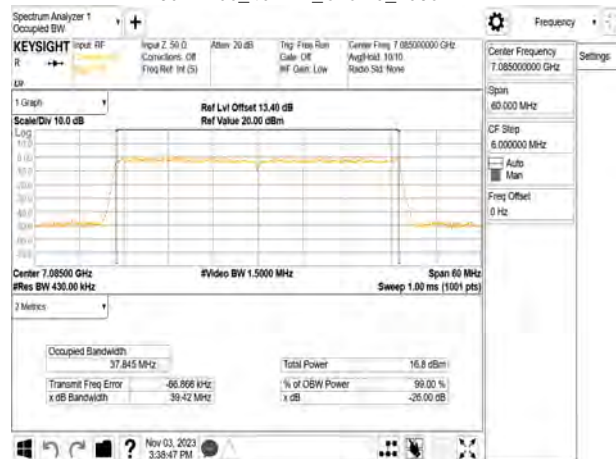 Spectrum Analyzer 1
Occupied BW
Frequency
KEYSIGHT Input: RF
Input Z: 50 Ω
Corrections: Off
Freq Ref: Int (S)
Atten: 20 dB
Trig: Free Run
Gate: Off
#IF Gain: Low
Center Freq: 7.085000000 GHz
Avg|Hold: 10/10
Radio Std: None
Center Frequency
7.085000000 GHz
Settings
Span
60.000 MHz
CF Step
6.000000 MHz
Auto
Man
Freq Offset
0 Hz
1 Graph
Scale/Div 10.0 dB
Ref Lvl Offset 13.40 dB
Ref Value 20.00 dBm
Log
Center 7.08500 GHz
#Res BW 430.00 kHz
#Video BW 1.5000 MHz
Span 60 MHz
Sweep 1.00 ms (1001 pts)
2 Metrics
Occupied Bandwidth
37.845 MHz
Total Power 16.8 dBm
Transmit Freq Error -66.866 kHz
% of OBW Power 99.00 %
x dB Bandwidth 39.42 MHz
x dB -26.00 dB
Nov 03, 2023
3:38:47 PM